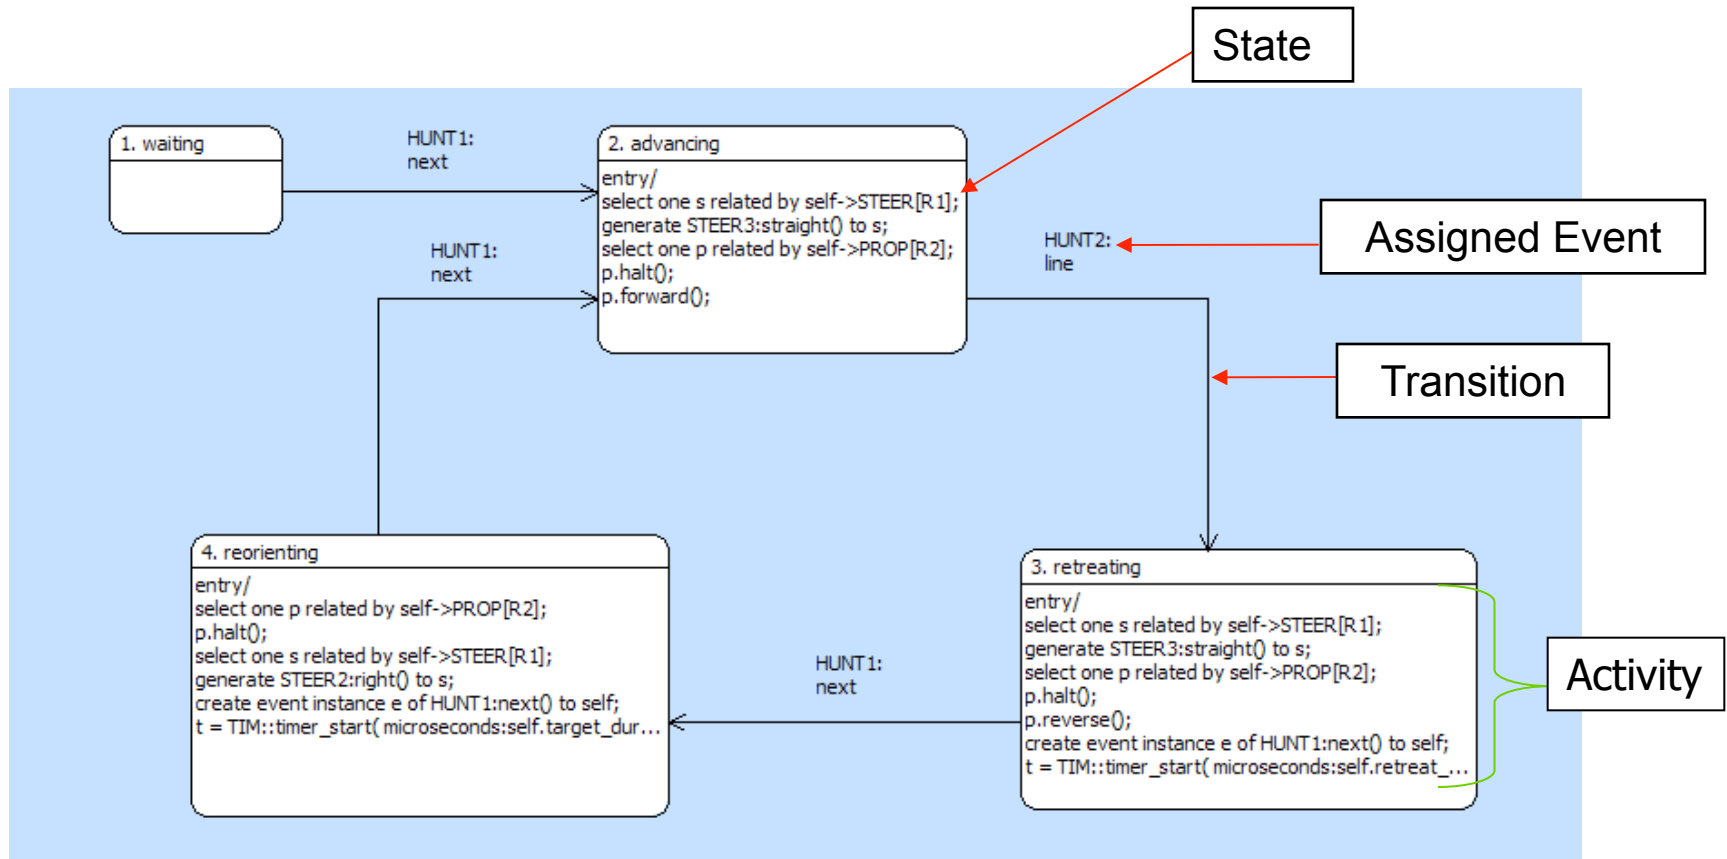 State
1. waiting
HUNT1:
next
2. advancing
entry/
select one s related by self->STEER[R1];
generate STEER3:straight() to s;
select one p related by self->PROP[R2];
p.halt();
p.forward();
HUNT1:
next
HUNT2:
line
Assigned Event
Transition
4. reorienting
entry/
select one p related by self->PROP[R2];
p.halt();
select one s related by self->STEER[R1];
generate STEER2:right() to s;
create event instance e of HUNT1:next() to self;
t = TIM::timer_start( microseconds:self.target_dur...
HUNT1:
next
3. retreating
entry/
select one s related by self->STEER[R1];
generate STEER3:straight() to s;
select one p related by self->PROP[R2];
p.halt();
p.reverse();
create event instance e of HUNT1:next() to self;
t = TIM::timer_start( microseconds:self.retreat_...
Activity